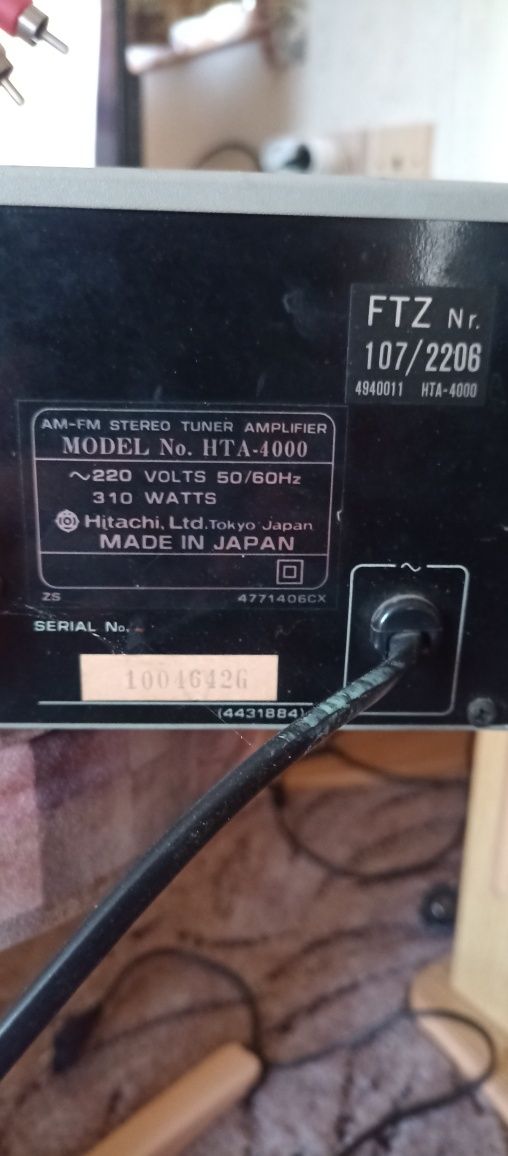 FTZ Nr.
107/2206
4940011 HTA-4000
AM-FM STEREO TUNER AMPLIFIER
MODEL No. HTA-4000
~220 VOLTS 50/60Hz
310 WATTS
Hitachi, Ltd. Tokyo Japan
MADE IN JAPAN
ZS 4771406CX
~
SERIAL No.
1004642G
(4431884)